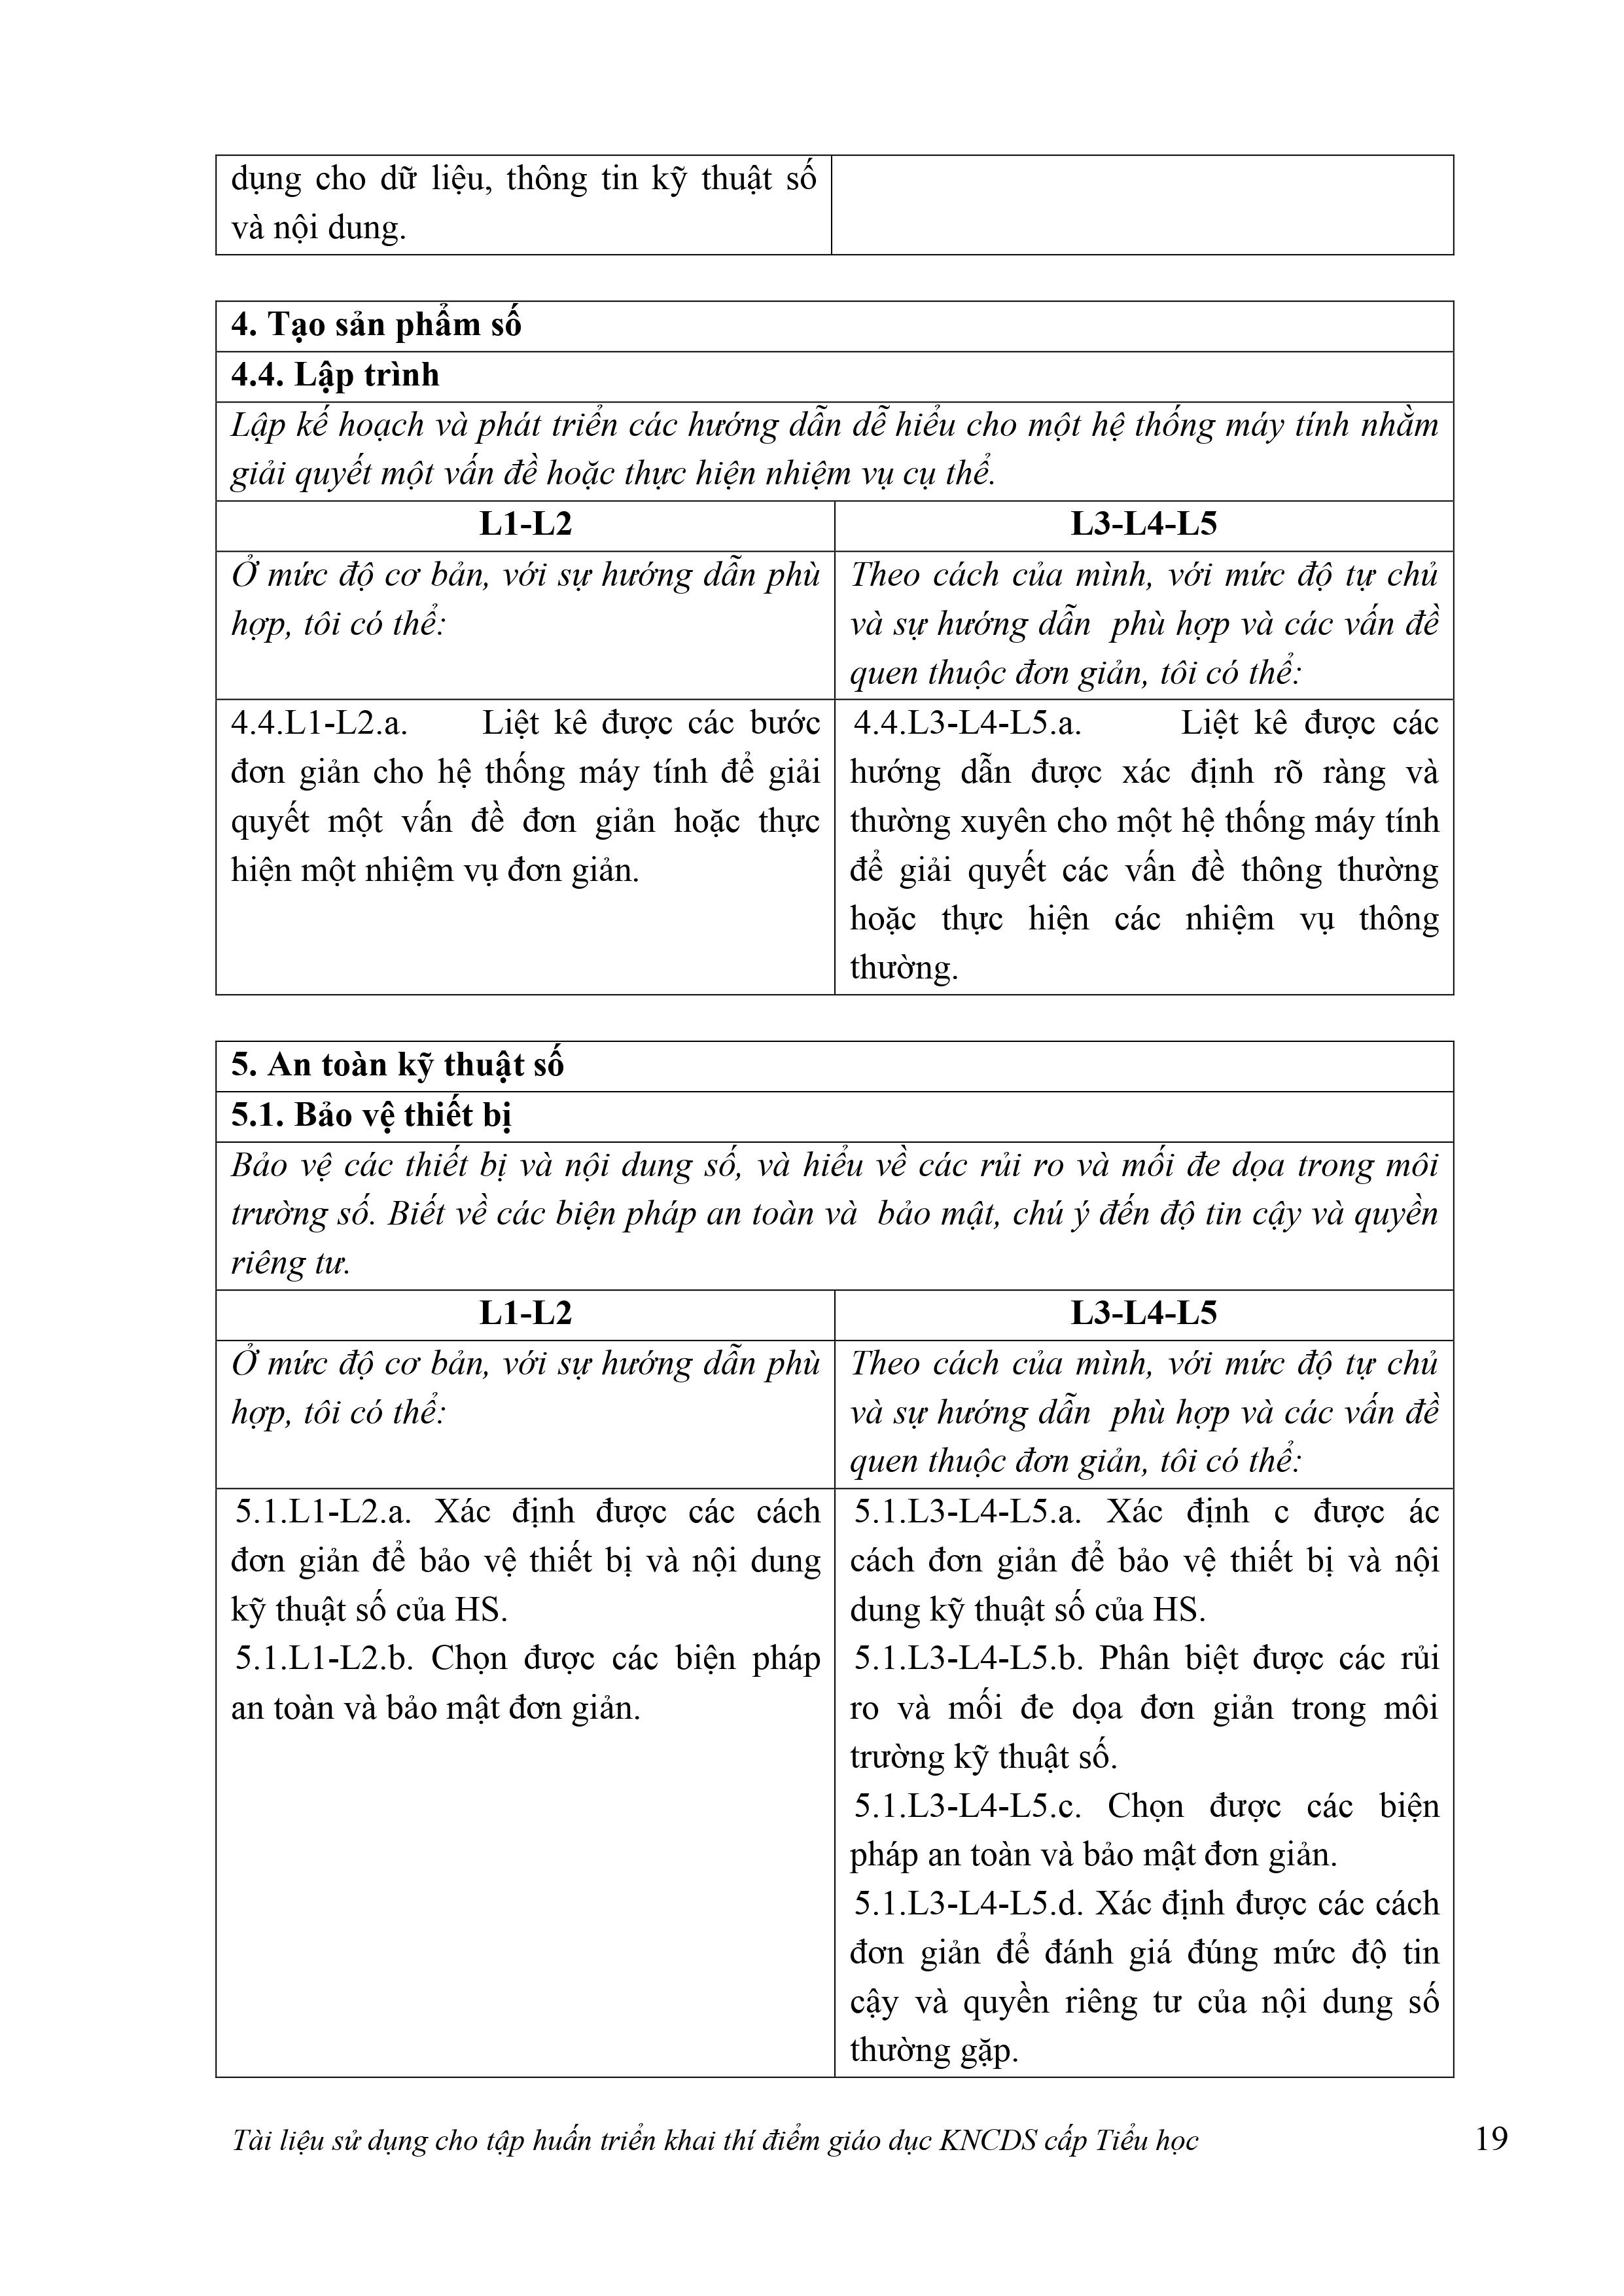 dụng cho dữ liệu, thông tin kỹ thuật số
và nội dung.
4. Tạo sản phẩm số
4.4. Lập trình
Lập kế hoạch và phát triển các hướng dẫn dễ hiểu cho một hệ thống máy tính nhằm
giải quyết một vấn đề hoặc thực hiện nhiệm vụ cụ thể.
L1-L2
L3-L4-L5
Ở mức độ cơ bản, với sự hướng dẫn phù
hợp, tôi có thể:
Theo cách của mình, với mức độ tự chủ
và sự hướng dẫn phù hợp và các vấn đề
quen thuộc đơn giản, tôi có thể:
4.4.L1-L2.a. Liệt kê được các bước
đơn giản cho hệ thống máy tính để giải
quyết một vấn đề đơn giản hoặc thực
hiện một nhiệm vụ đơn giản.
4.4.L3-L4-L5.a. Liệt kê được các
hướng dẫn được xác định rõ ràng và
thường xuyên cho một hệ thống máy tính
để giải quyết các vấn đề thông thường
hoặc thực hiện các nhiệm vụ thông
thường.
5. An toàn kỹ thuật số
5.1. Bảo vệ thiết bị
Bảo vệ các thiết bị và nội dung số, và hiểu về các rủi ro và mối đe dọa trong môi
trường số. Biết về các biện pháp an toàn và bảo mật, chú ý đến độ tin cậy và quyền
riêng tư.
L1-L2
L3-L4-L5
Ở mức độ cơ bản, với sự hướng dẫn phù
hợp, tôi có thể:
Theo cách của mình, với mức độ tự chủ
và sự hướng dẫn phù hợp và các vấn đề
quen thuộc đơn giản, tôi có thể:
5.1.L1-L2.a. Xác định được các cách
đơn giản để bảo vệ thiết bị và nội dung
kỹ thuật số của HS.
5.1.L1-L2.b. Chọn được các biện pháp
an toàn và bảo mật đơn giản.
5.1.L3-L4-L5.a. Xác định c được ác
cách đơn giản để bảo vệ thiết bị và nội
dung kỹ thuật số của HS.
5.1.L3-L4-L5.b. Phân biệt được các rủi
ro và mối đe dọa đơn giản trong môi
trường kỹ thuật số.
5.1.L3-L4-L5.c. Chọn được các biện
pháp an toàn và bảo mật đơn giản.
5.1.L3-L4-L5.d. Xác định được các cách
đơn giản để đánh giá đúng mức độ tin
cậy và quyền riêng tư của nội dung số
thường gặp.
Tài liệu sử dụng cho tập huấn triển khai thí điểm giáo dục KNCDS cấp Tiểu học 19